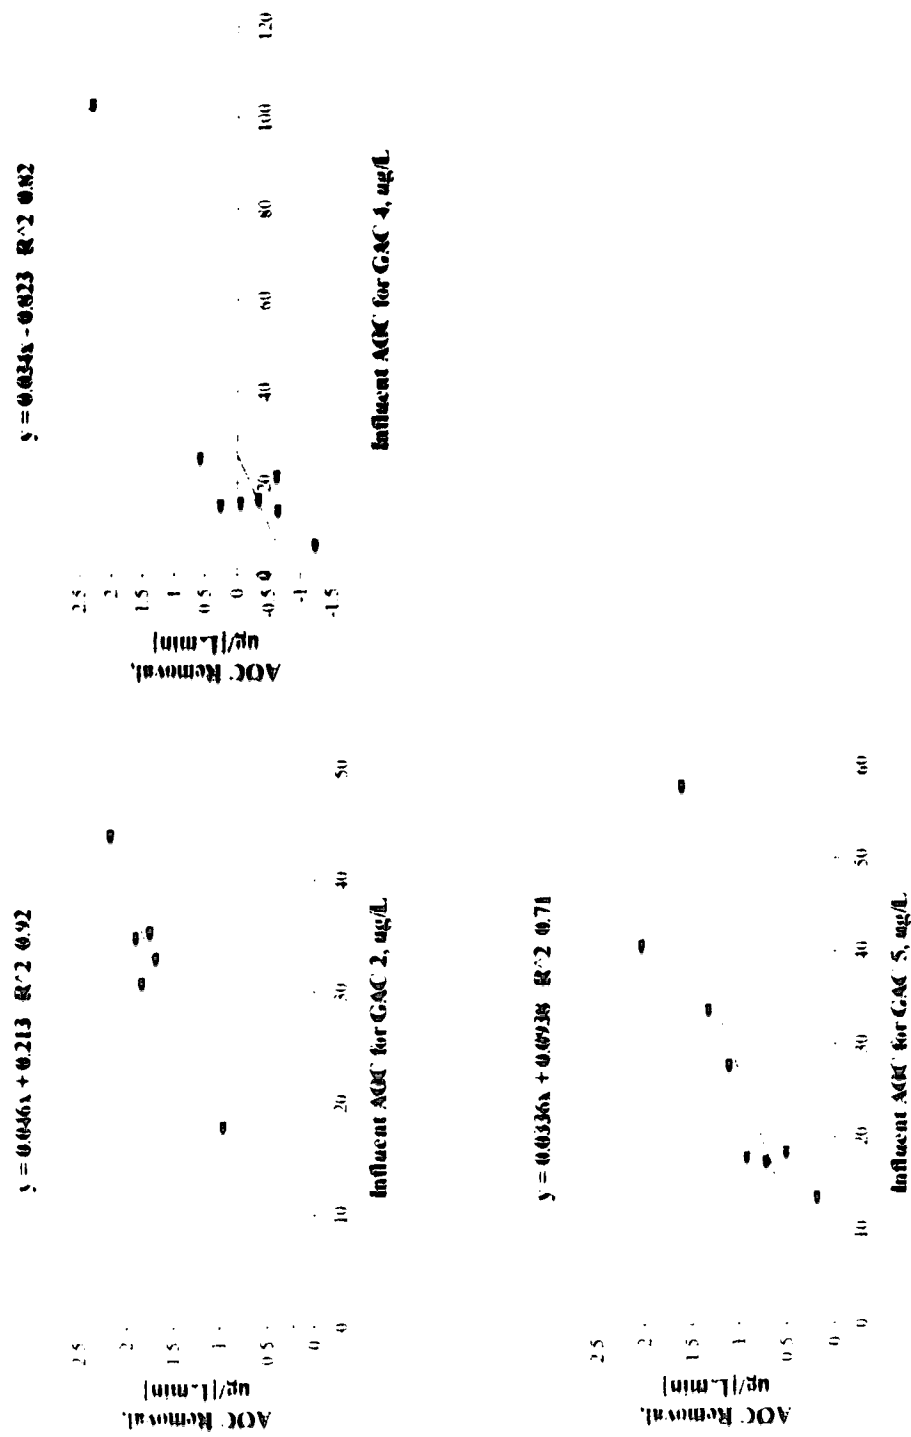 y = 0.046x + 0.213 R^2 0.92
AOC Removal,
ug/[L.min]
2.5
2
1.5
1
0.5
0
0 10 20 30 40 50
Influent AOC for GAC 2, ug/L
y = 0.034x - 0.823 R^2 0.82
AOC Removal,
ug/[L.min]
2.5
2
1.5
1
0.5
0
-0.5
-1
-1.5
0 20 40 60 80 100 120
Influent AOC for GAC 4, ug/L
y = 0.0336x + 0.0938 R^2 0.71
AOC Removal,
ug/[L.min]
2.5
2
1.5
1
0.5
0
0 10 20 30 40 50 60
Influent AOC for GAC 5, ug/L